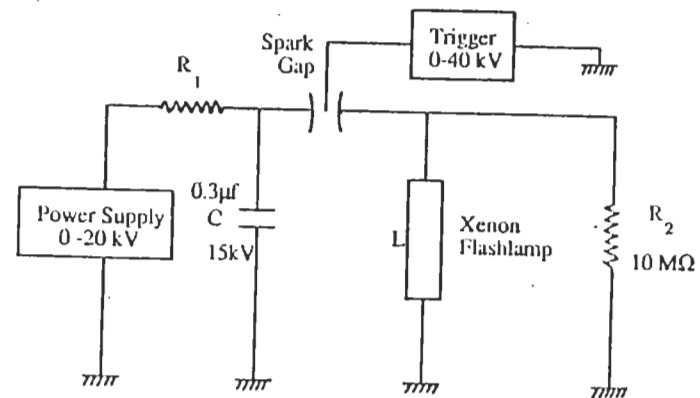 Spark
Gap
Trigger
0-40 kV
R1
Power Supply
0 -20 kV
0.3µf
C
15kV
L
Xenon
Flashlamp
R2
10 MΩ